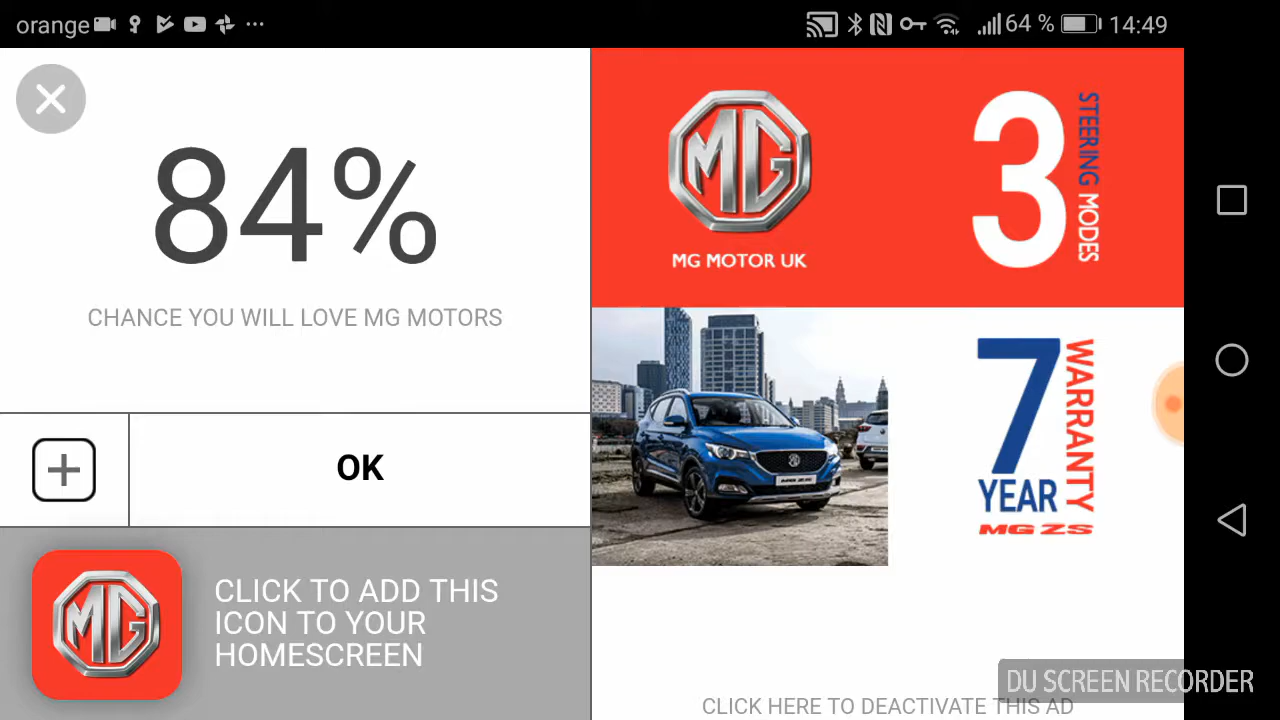 orange
64 %
14:49
84%
CHANCE YOU WILL LOVE MG MOTORS
OK
MG
CLICK TO ADD THIS
ICON TO YOUR
HOMESCREEN
MG
MG MOTOR UK
3
STEERING MODES
7
YEAR
WARRANTY
MG ZS
CLICK HERE TO DEACTIVATE THIS AD
DU SCREEN RECORDER